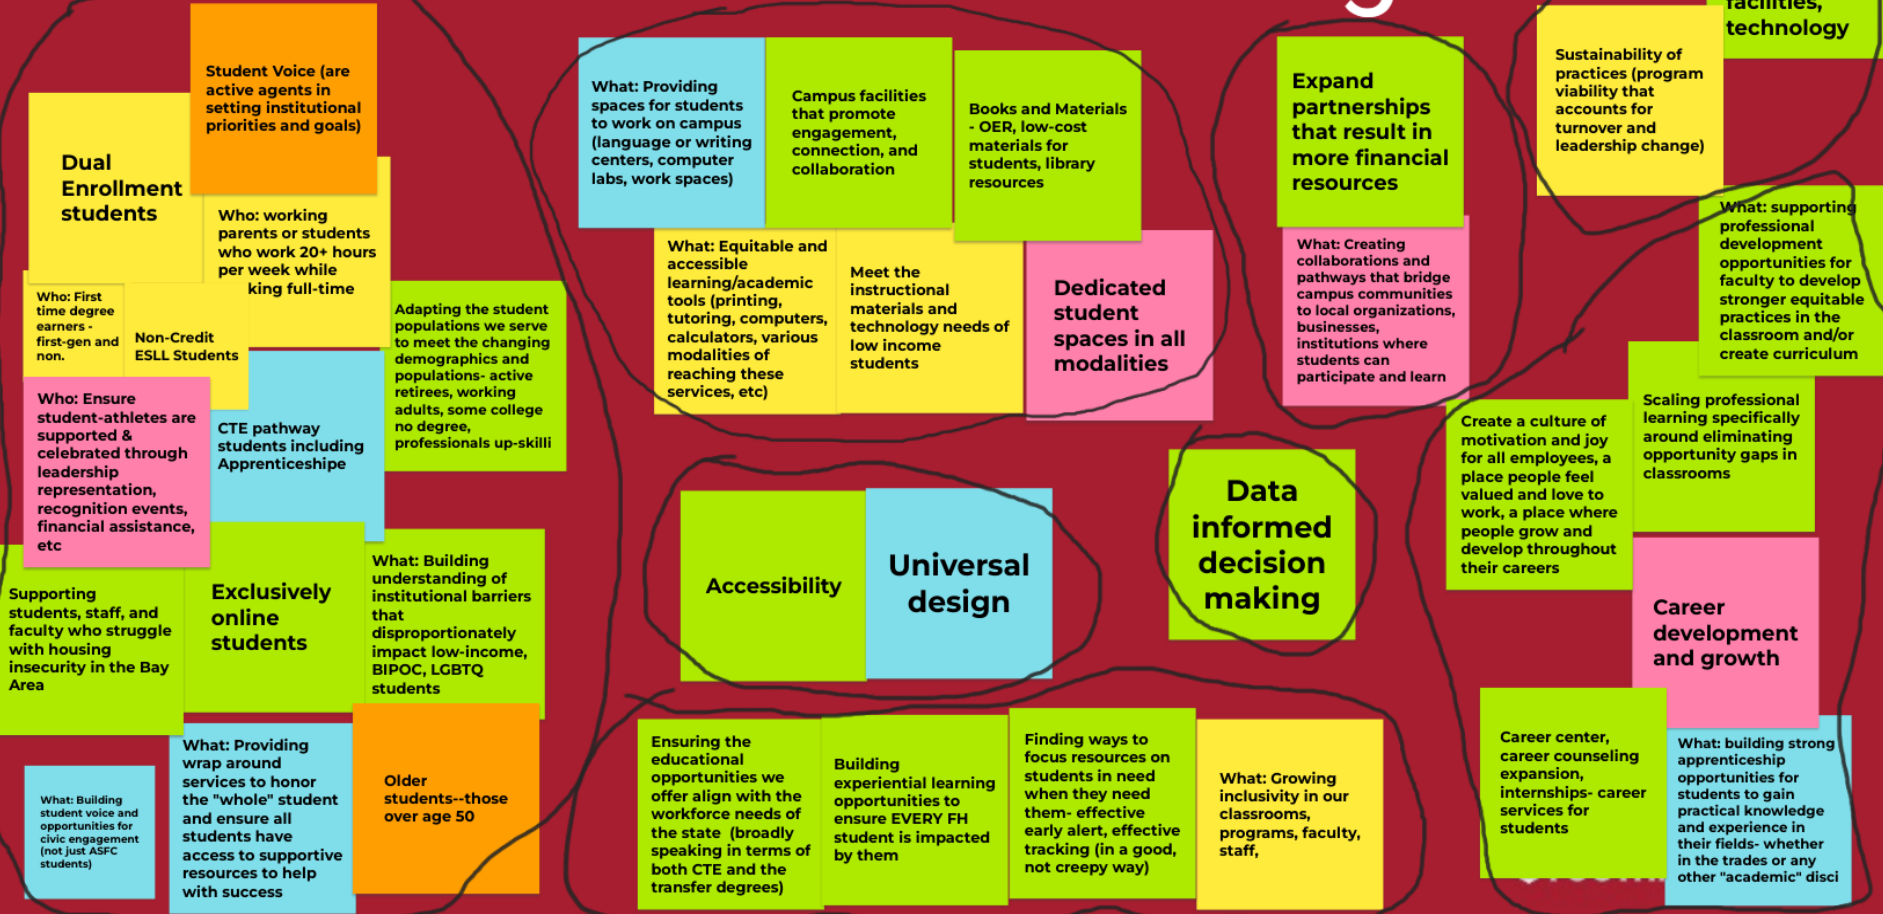 Student Voice (are
active agents in
setting institutional
priorities and goals)
Dual
Enrollment
students
Who: working
parents or students
who work 20+ hours
per week while
king full-time
Who: First
time degree
earners -
first-gen and
non.
Non-Credit
ESLL Students
Adapting the student
populations we serve
to meet the changing
demographics and
populations- active
retirees, working
adults, some college
no degree,
professionals up-skilli
Who: Ensure
student-athletes are
supported &
celebrated through
leadership
representation,
recognition events,
financial assistance,
etc
CTE pathway
students including
Apprenticeshipe
Supporting
students, staff, and
faculty who struggle
with housing
insecurity in the Bay
Area
Exclusively
online
students
What: Building
understanding of
institutional barriers
that
disproportionately
impact low-income,
BIPOC, LGBTQ
students
What: Building
student voice and
opportunities for
civic engagement
(not just ASFC
students)
What: Providing
wrap around
services to honor
the "whole" student
and ensure all
students have
access to supportive
resources to help
with success
Older
students--those
over age 50
What: Providing
spaces for students
to work on campus
(language or writing
centers, computer
labs, work spaces)
Campus facilities
that promote
engagement,
connection, and
collaboration
Books and Materials
- OER, low-cost
materials for
students, library
resources
What: Equitable and
accessible
learning/academic
tools (printing,
tutoring, computers,
calculators, various
modalities of
reaching these
services, etc)
Meet the
instructional
materials and
technology needs of
low income
students
Dedicated
student
spaces in all
modalities
Accessibility
Universal
design
Data
informed
decision
making
Ensuring the
educational
opportunities we
offer align with the
workforce needs of
the state (broadly
speaking in terms of
both CTE and the
transfer degrees)
Building
experiential learning
opportunities to
ensure EVERY FH
student is impacted
by them
Finding ways to
focus resources on
students in need
when they need
them- effective
early alert, effective
tracking (in a good,
not creepy way)
What: Growing
inclusivity in our
classrooms,
programs, faculty,
staff,
Expand
partnerships
that result in
more financial
resources
What: Creating
collaborations and
pathways that bridge
campus communities
to local organizations,
businesses,
institutions where
students can
participate and learn
facilities,
technology
Sustainability of
practices (program
viability that
accounts for
turnover and
leadership change)
What: supporting
professional
development
opportunities for
faculty to develop
stronger equitable
practices in the
classroom and/or
create curriculum
Scaling professional
learning specifically
around eliminating
opportunity gaps in
classrooms
Create a culture of
motivation and joy
for all employees, a
place people feel
valued and love to
work, a place where
people grow and
develop throughout
their careers
Career
development
and growth
Career center,
career counseling
expansion,
internships- career
services for
students
What: building strong
apprenticeship
opportunities for
students to gain
practical knowledge
and experience in
their fields- whether
in the trades or any
other "academic" disci